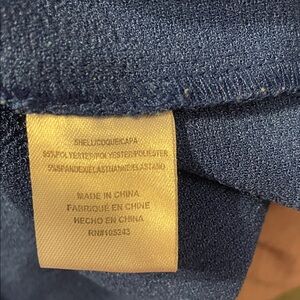 SHELL/COQUE/CAPA
95%POLYESTER/POLYESTER/POLIESTER
5%SPANDEX/ELASTHANNE/ELASTANO
MADE IN CHINA
FABRIQUÉ EN CHINE
HECHO EN CHINA
RN#105243